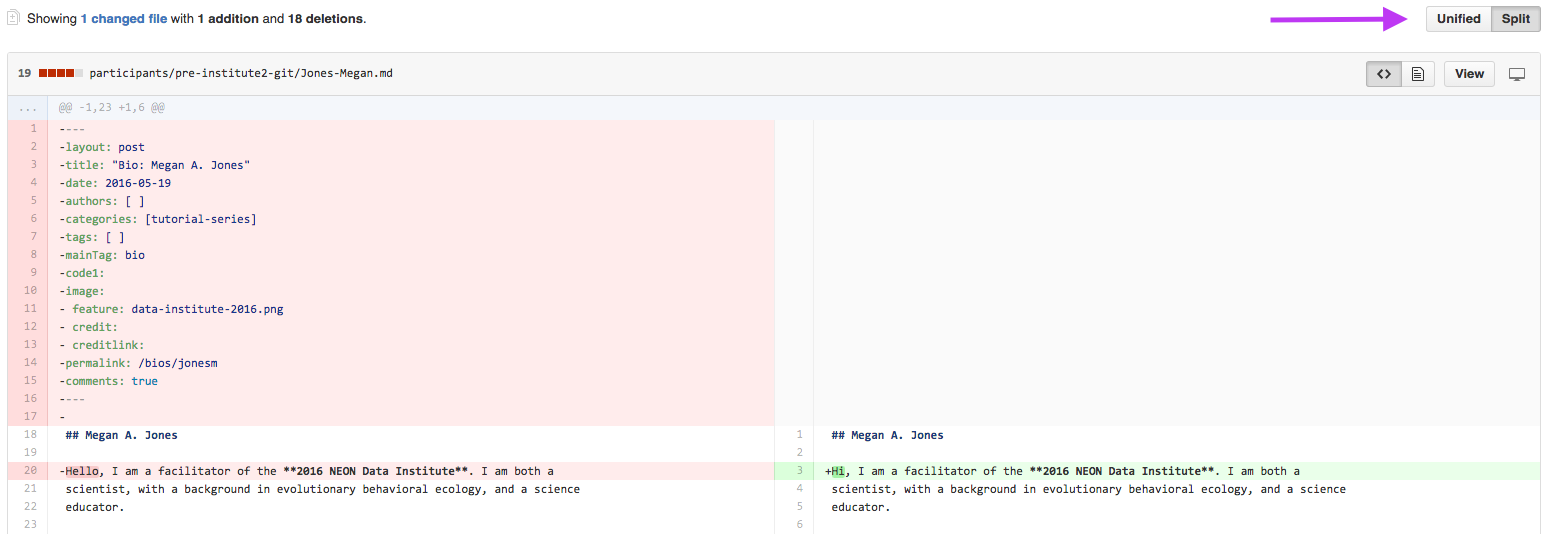 Showing 1 changed file with 1 addition and 18 deletions.
Unified Split
19 participants/pre-institute2-git/Jones-Megan.md
<> View
... @@ -1,23 +1,6 @@
1 ----
2 -layout: post
3 -title: "Bio: Megan A. Jones"
4 -date: 2016-05-19
5 -authors: [ ]
6 -categories: [tutorial-series]
7 -tags: [ ]
8 -mainTag: bio
9 -code1:
10 -image:
11 - feature: data-institute-2016.png
12 - credit:
13 - creditlink:
14 -permalink: /bios/jonesm
15 -comments: true
16 ----
17 -
18 ## Megan A. Jones 1 ## Megan A. Jones
19 2
20 -Hello, I am a facilitator of the **2016 NEON Data Institute**. I am both a 3 +Hi, I am a facilitator of the **2016 NEON Data Institute**. I am both a
21 scientist, with a background in evolutionary behavioral ecology, and a science 4 scientist, with a background in evolutionary behavioral ecology, and a science
22 educator. 5 educator.
23 6